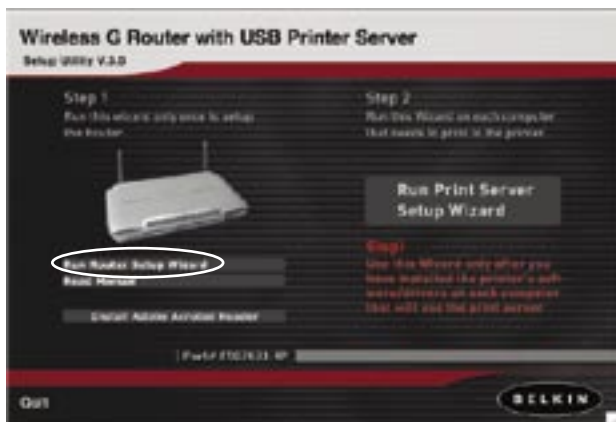 Wireless G Router with USB Printer Server
Setup Utility V.3.0
Step 1
Run this wizard only once to setup
the Router
Run Router Setup Wizard
Read Manual
Install Adobe Acrobat Reader
Step 2
Run this Wizard on each computer
that needs to print to the printer
Run Print Server
Setup Wizard
Stop!
Use this Wizard only after you
have installed the printer's soft
ware/drivers on each computer
that will use the print server
Part#
Quit
BELKIN